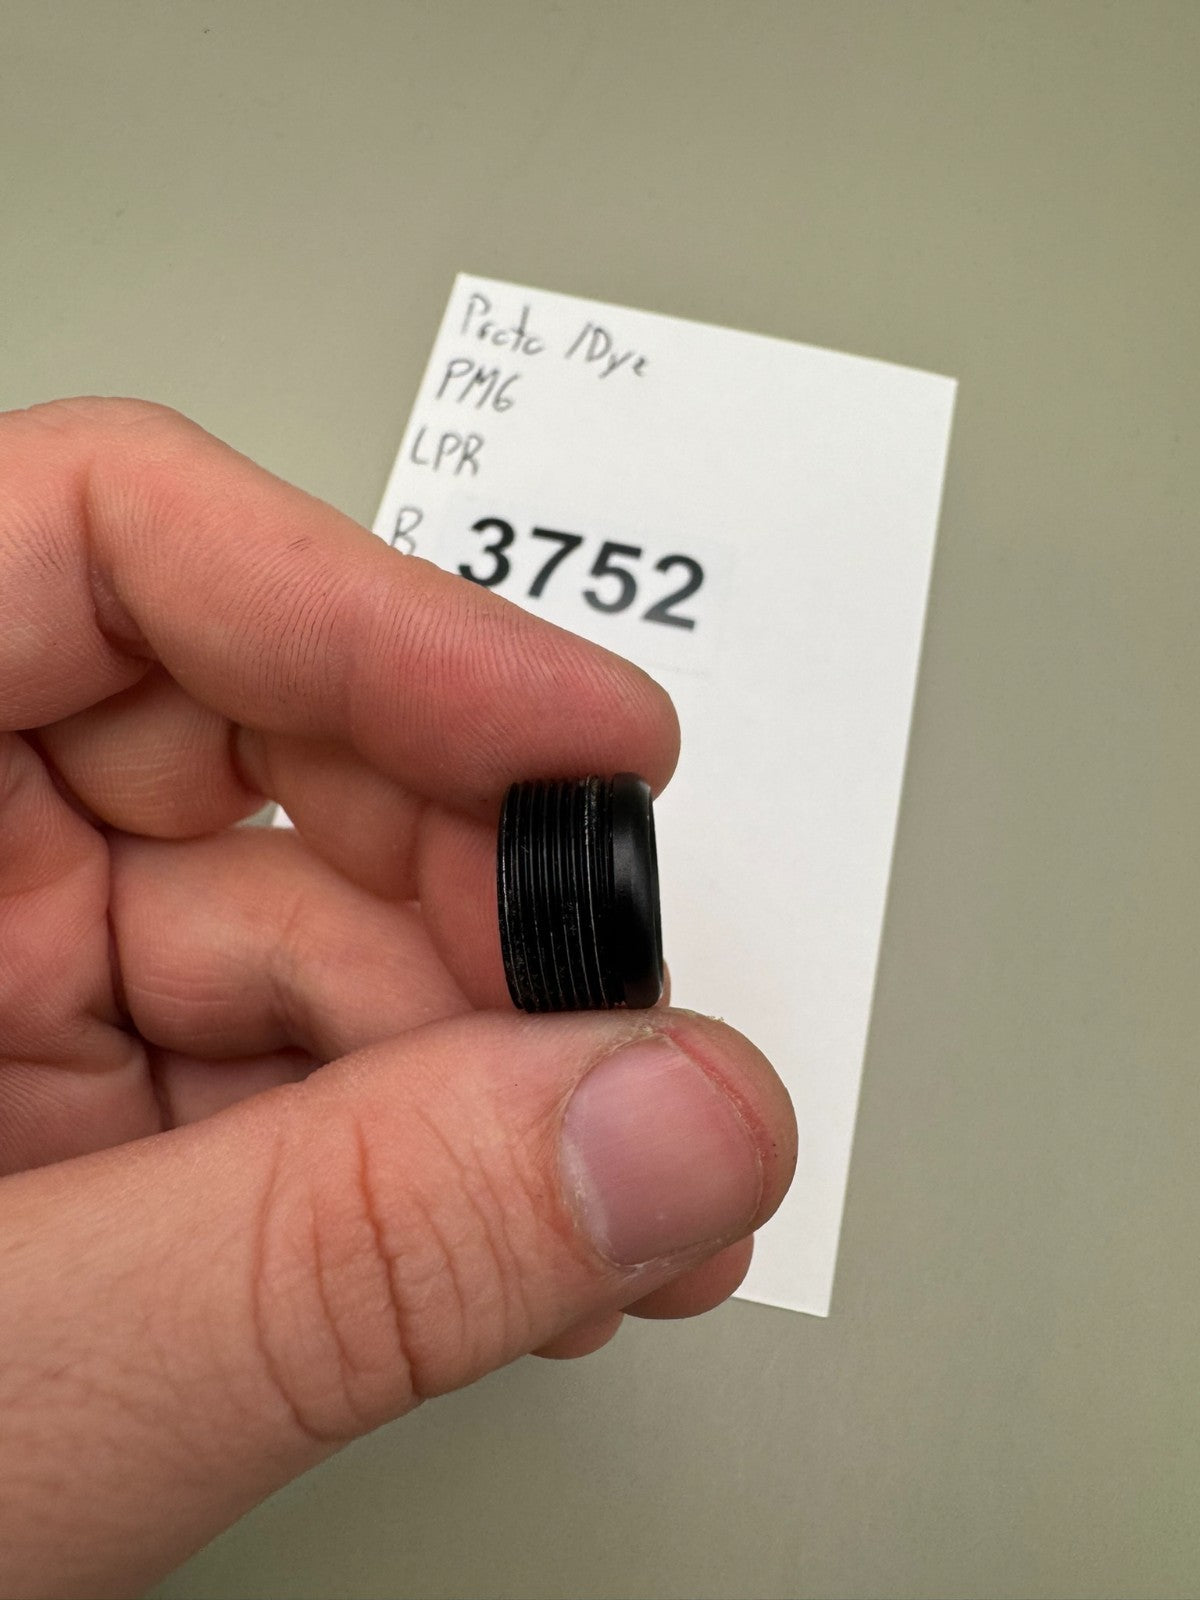 Proto /Dye
PM6
LPR
B 3752